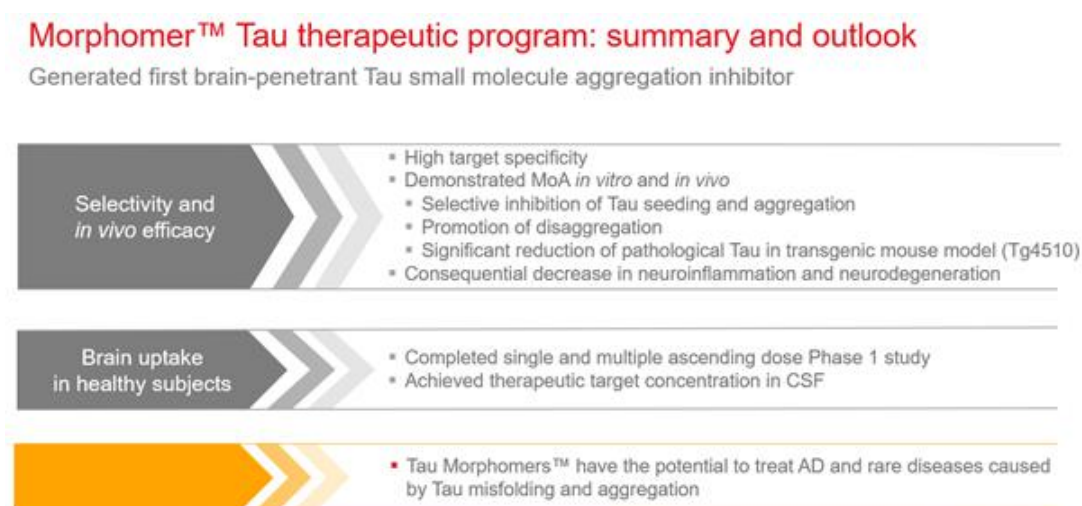 Morphomer™ Tau therapeutic program: summary and outlook
Generated first brain-penetrant Tau small molecule aggregation inhibitor
Selectivity and
in vivo efficacy
▪ High target specificity
▪ Demonstrated MoA in vitro and in vivo
▪ Selective inhibition of Tau seeding and aggregation
▪ Promotion of disaggregation
▪ Significant reduction of pathological Tau in transgenic mouse model (Tg4510)
▪ Consequential decrease in neuroinflammation and neurodegeneration
Brain uptake
in healthy subjects
▪ Completed single and multiple ascending dose Phase 1 study
▪ Achieved therapeutic target concentration in CSF
▪ Tau Morphomers™ have the potential to treat AD and rare diseases caused
by Tau misfolding and aggregation